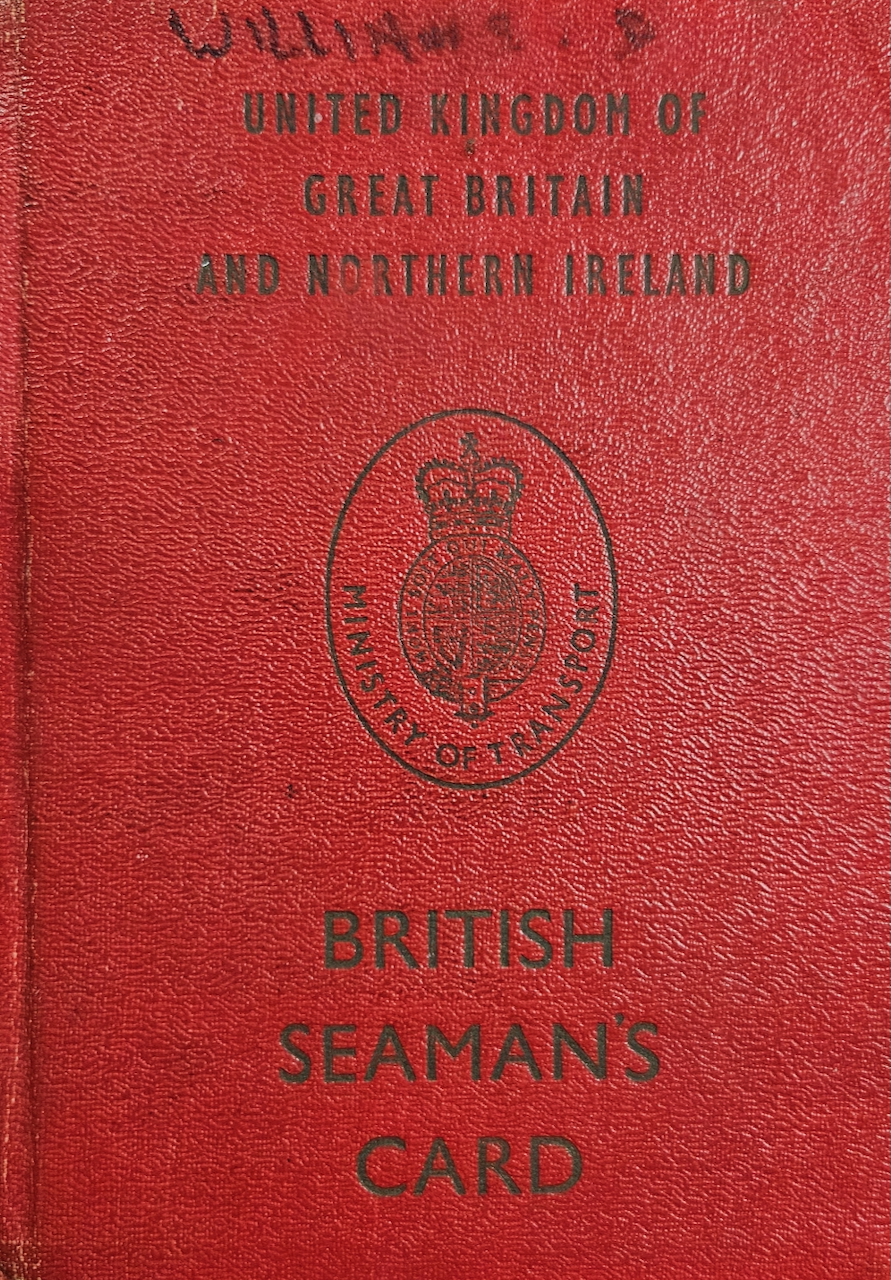 WILLIAMS. D
UNITED KINGDOM OF
GREAT BRITAIN
AND NORTHERN IRELAND
MINISTRY OF TRANSPORT
BRITISH
SEAMAN'S
CARD